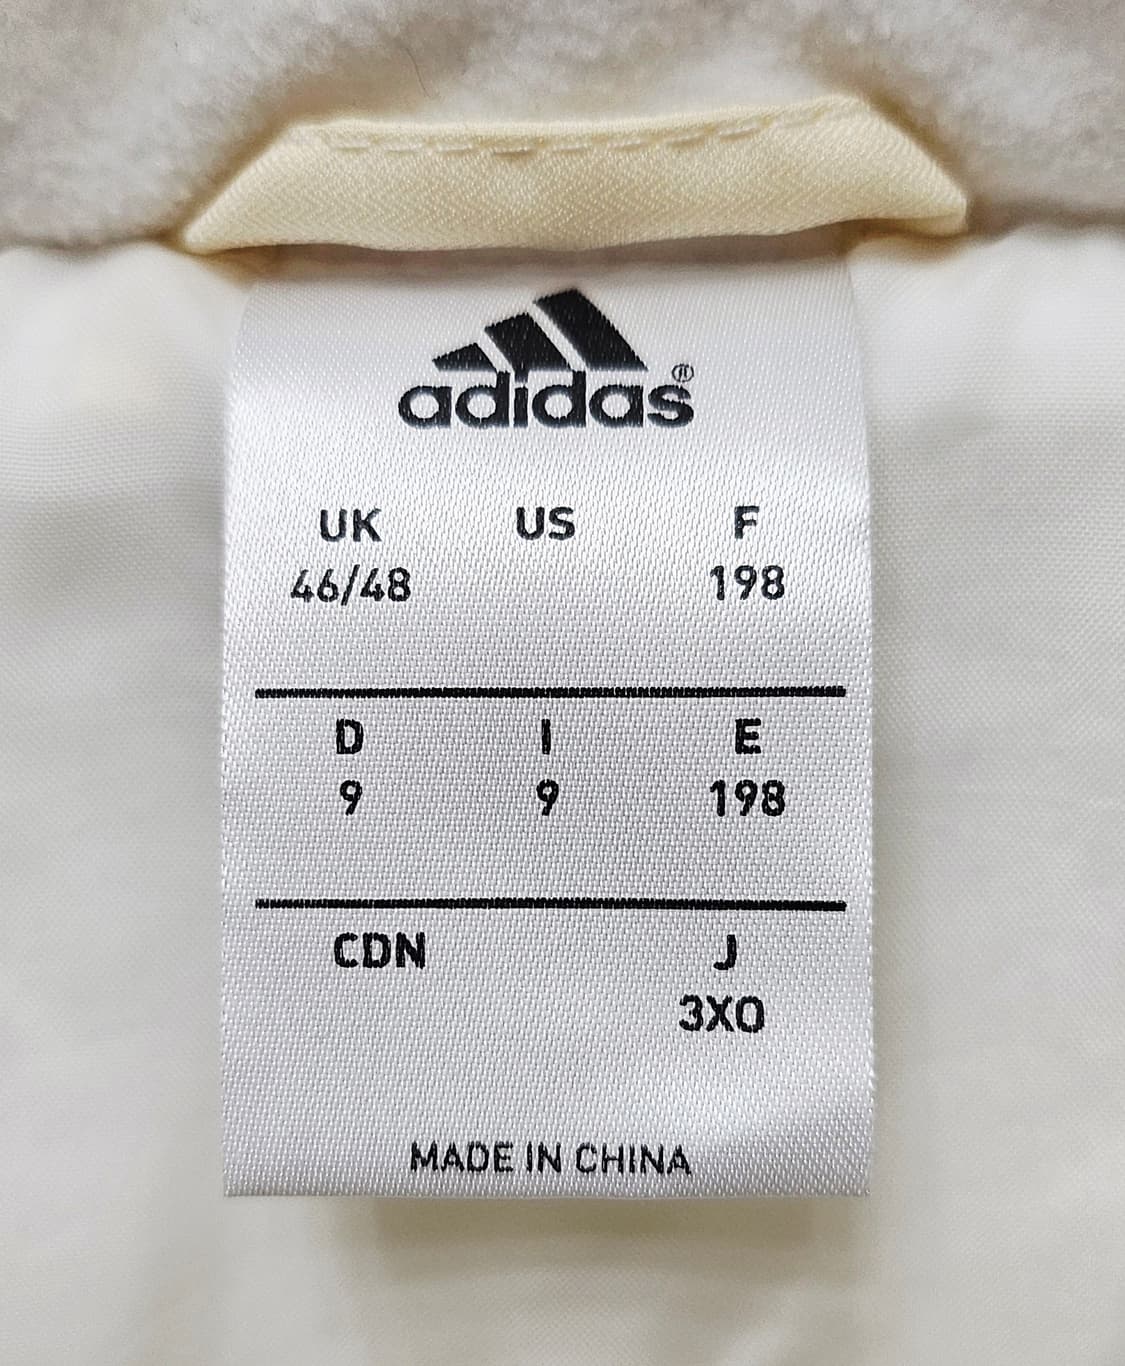 adidas®
UK US F
46/48 198
D I E
9 9 198
CDN J
3XO
MADE IN CHINA